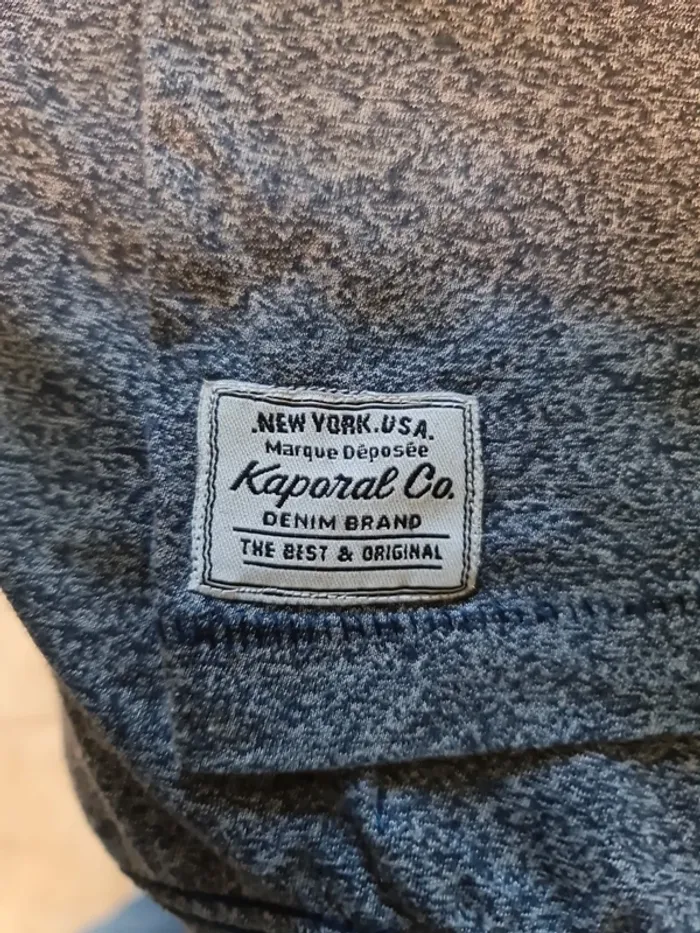 .NEW YORK.USA.
Marque Déposée
Kaporal Co.
DENIM BRAND
THE BEST & ORIGINAL